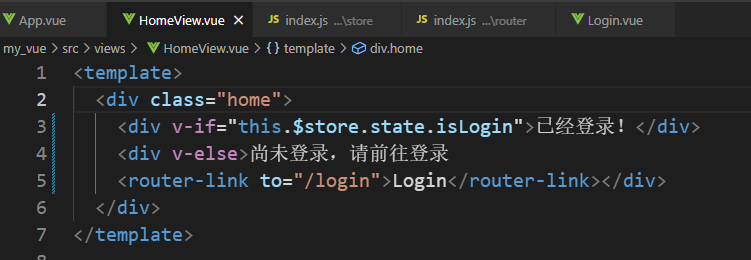 App.vue HomeView.vue × index.js ...\store index.js ...\router Login.vue
my_vue > src > views > HomeView.vue > {} template > div.home
1 <template>
2 <div class="home">
3 <div v-if="this.$store.state.isLogin">已经登录！</div>
4 <div v-else>尚未登录，请前往登录
5 <router-link to="/login">Login</router-link></div>
6 </div>
7 </template>
8